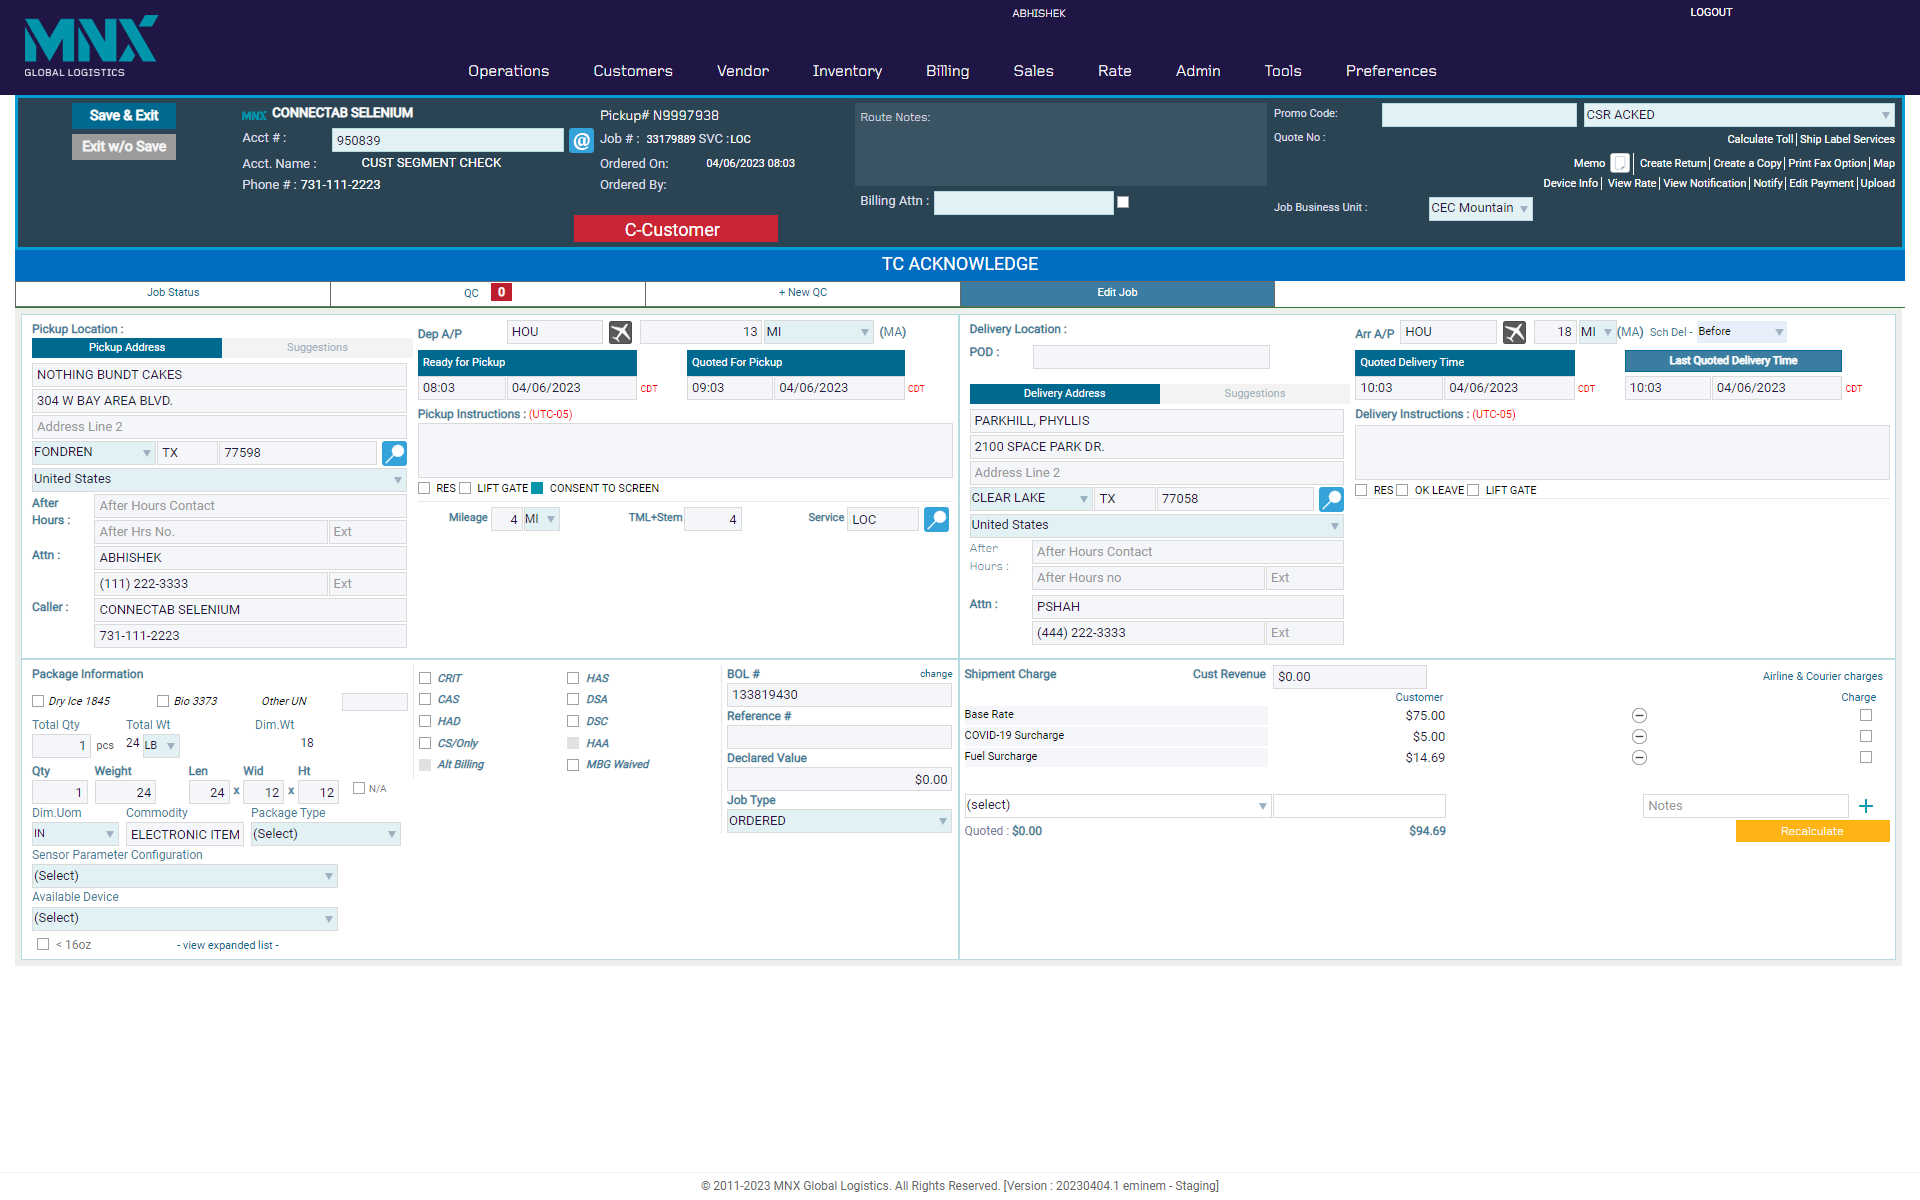 ABHISHEK
LOGOUT
MNX
GLOBAL LOGISTICS
Operations Customers Vendor Inventory Billing Sales Rate Admin Tools Preferences
Save & Exit
Exit w/o Save
MNX CONNECTAB SELENIUM
Acct # : 950839 @
Acct. Name : CUST SEGMENT CHECK
Phone # : 731-111-2223
Pickup# N9997938
Job # : 33179889 SVC :LOC
Ordered On: 04/06/2023 08:03
Ordered By:
C-Customer
Route Notes:
Billing Attn :
Promo Code: CSR ACKED
Quote No :
Calculate Toll | Ship Label Services
Memo | Create Return | Create a Copy | Print Fax Option | Map
Device Info | View Rate | View Notification | Notify | Edit Payment | Upload
Job Business Unit : CEC Mountain
TC ACKNOWLEDGE
Job Status QC 0 + New QC Edit Job
Pickup Location :
Pickup Address Suggestions
NOTHING BUNDT CAKES
304 W BAY AREA BLVD.
Address Line 2
FONDREN TX 77598
United States
After Hours : After Hours Contact
After Hrs No. Ext
Attn : ABHISHEK
(111) 222-3333 Ext
Caller : CONNECTAB SELENIUM
731-111-2223
Dep A/P HOU 13 MI (MA)
Ready for Pickup Quoted For Pickup
08:03 04/06/2023 CDT 09:03 04/06/2023 CDT
Pickup Instructions : (UTC-05)
RES LIFT GATE CONSENT TO SCREEN
Mileage 4 MI TML+Stem 4 Service LOC
Delivery Location :
POD :
Delivery Address Suggestions
PARKHILL, PHYLLIS
2100 SPACE PARK DR.
Address Line 2
CLEAR LAKE TX 77058
United States
After Hours : After Hours Contact
After Hours no Ext
Attn : PSHAH
(444) 222-3333 Ext
Arr A/P HOU 18 MI (MA) Sch Del - Before
Quoted Delivery Time Last Quoted Delivery Time
10:03 04/06/2023 CDT 10:03 04/06/2023 CDT
Delivery Instructions : (UTC-05)
RES OK LEAVE LIFT GATE
Package Information
Dry Ice 1845 Bio 3373 Other UN
Total Qty Total Wt Dim.Wt
1 pcs 24 LB 18
Qty Weight Len Wid Ht
1 24 24 x 12 x 12 N/A
Dim.Uom Commodity Package Type
IN ELECTRONIC ITEM (Select)
Sensor Parameter Configuration
(Select)
Available Device
(Select)
< 16oz - view expanded list -
CRIT HAS
CAS DSA
HAD DSC
CS/Only HAA
Alt Billing MBG Waived
BOL # change
133819430
Reference #
Declared Value
$0.00
Job Type
ORDERED
Shipment Charge Cust Revenue $0.00 Airline & Courier charges
Customer Charge
Base Rate $75.00
COVID-19 Surcharge $5.00
Fuel Surcharge $14.69
(select) Notes +
Quoted : $0.00 $94.69 Recalculate
© 2011-2023 MNX Global Logistics. All Rights Reserved. [Version : 20230404.1 eminem - Staging]